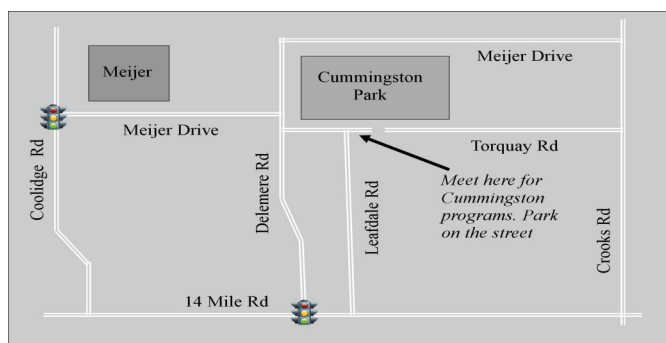 Meijer
Cummingston
Park
Meijer Drive
Meijer Drive
Torquay Rd
Coolidge Rd
Delemere Rd
Leafdale Rd
Meet here for
Cummingston
programs. Park
on the street
Crooks Rd
14 Mile Rd